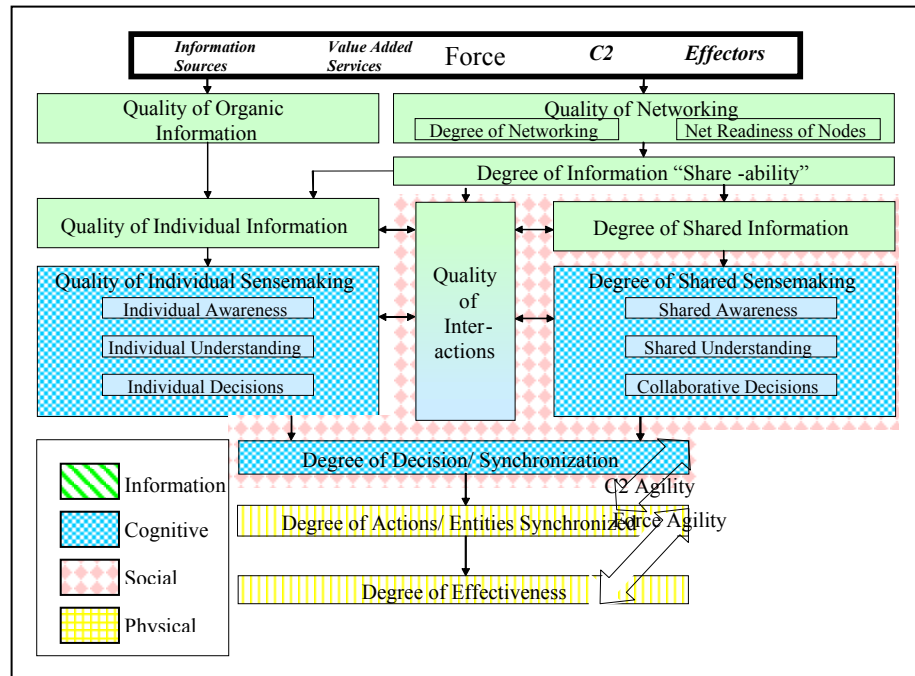 Information Sources
Value Added Services
Force
C2
Effectors
Quality of Organic
Information
Quality of Networking
Degree of Networking
Net Readiness of Nodes
Degree of Information “Share -ability”
Quality of Individual Information
Degree of Shared Information
Quality of Individual Sensemaking
Individual Awareness
Individual Understanding
Individual Decisions
Quality
of
Inter-
actions
Degree of Shared Sensemaking
Shared Awareness
Shared Understanding
Collaborative Decisions
Degree of Decision/ Synchronization
C2 Agility
Degree of Actions/ Entities Synchronized
Force Agility
Degree of Effectiveness
Information
Cognitive
Social
Physical